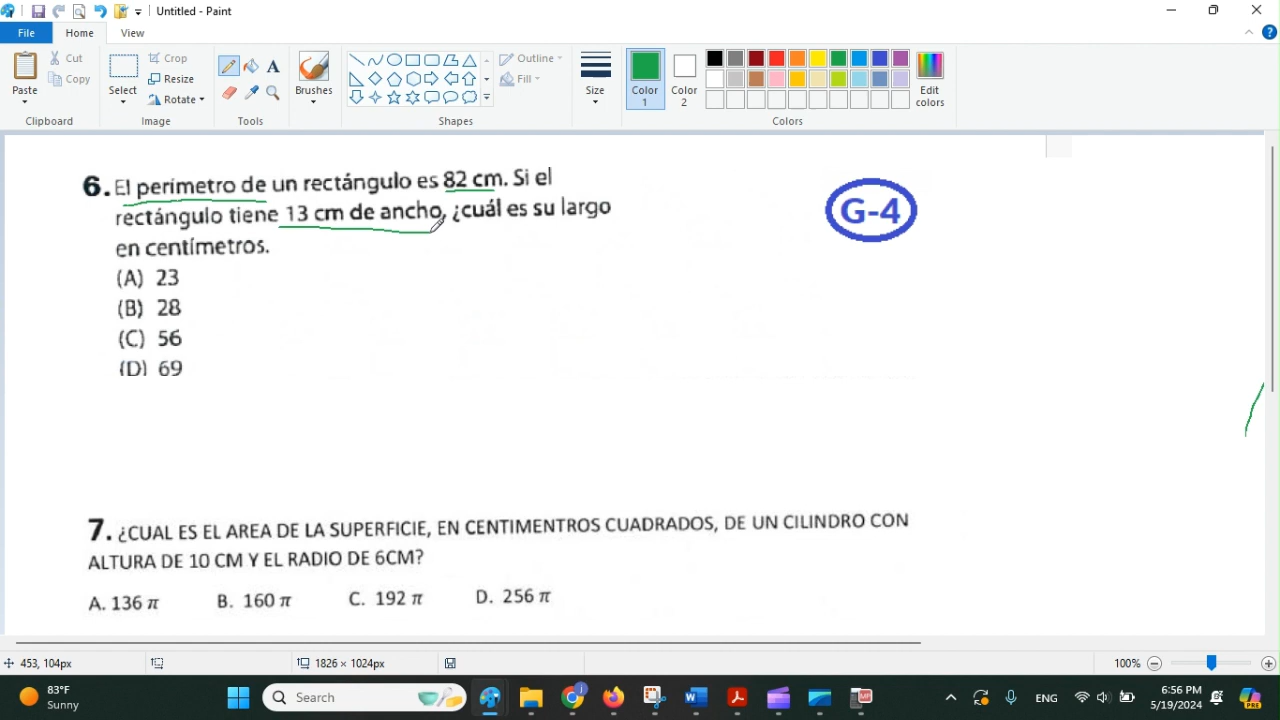 Untitled - Paint
File
Home
View
Paste
Cut
Copy
Clipboard
Select
Crop
Resize
Rotate
Image
A
Tools
Brushes
Outline
Fill
Shapes
Size
Color
1
Color
2
Edit
colors
Colors
6. El perímetro de un rectángulo es 82 cm. Si el
rectángulo tiene 13 cm de ancho, ¿cuál es su largo
en centímetros.
(A) 23
(B) 28
(C) 56
(D) 69
G-4
7. ¿CUAL ES EL AREA DE LA SUPERFICIE, EN CENTIMENTROS CUADRADOS, DE UN CILINDRO CON
ALTURA DE 10 CM Y EL RADIO DE 6CM?
A. 136 π B. 160 π C. 192 π D. 256 π
453, 104px
1826 × 1024px
100%
83°F
Sunny
Search
ENG
6:56 PM
5/19/2024
PRE